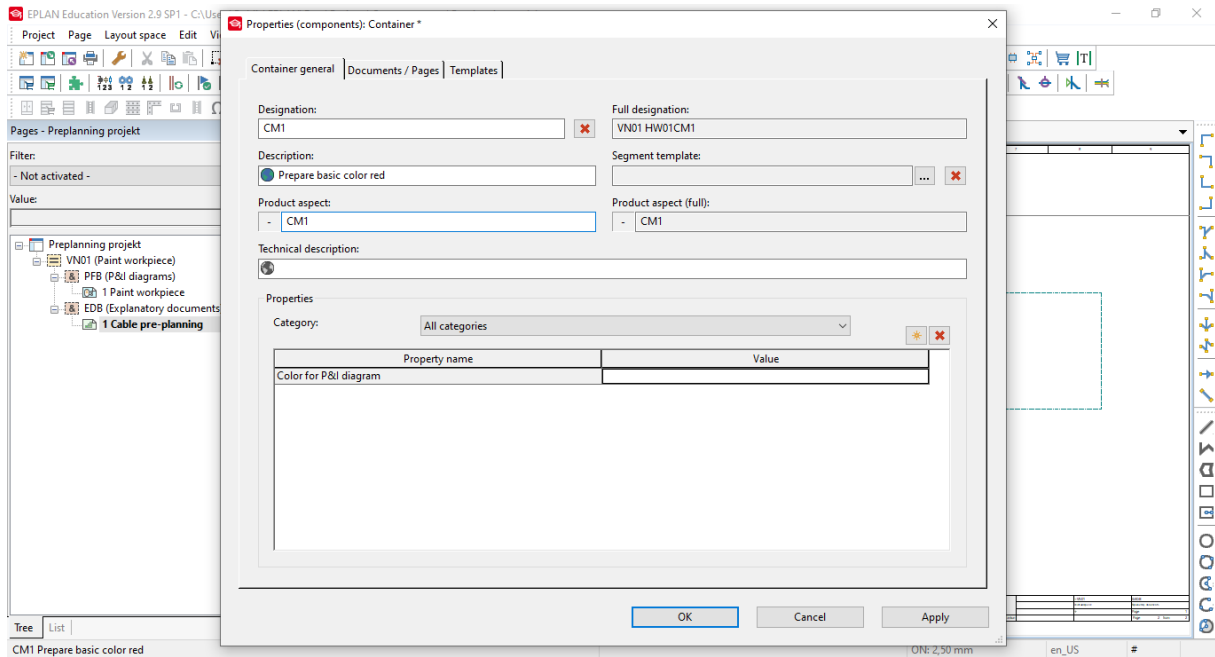 EPLAN Education Version 2.9 SP1 - C:\Use
Project Page Layout space Edit Vi
Pages - Preplanning projekt
Filter:
- Not activated -
Value:
Preplanning projekt
VN01 (Paint workpiece)
PFB (P&I diagrams)
1 Paint workpiece
EDB (Explanatory documents
1 Cable pre-planning
Tree List
CM1 Prepare basic color red
Properties (components): Container *
Container general Documents / Pages Templates
Designation: Full designation:
CM1 VN01 HW01CM1
Description: Segment template:
Prepare basic color red ...
Product aspect: Product aspect (full):
- CM1 - CM1
Technical description:
Properties
Category: All categories
Property name Value
Color for P&I diagram
OK Cancel Apply
ON: 2,50 mm en_US #